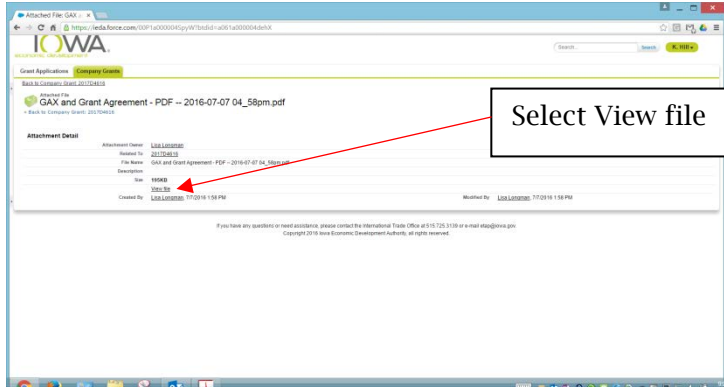 Attached File: GAX
https://ieda.force.com/00P1a0000045pyW?btdid=a061a000004dehX
IOWA
economic development
Search...
Search
R. Hill
Grant Applications
Company Grants
Back to Company Grant: 2017D4616
Attached File
GAX and Grant Agreement - PDF -- 2016-07-07 04_58pm.pdf
« Back to Company Grant: 2017D4616
Select View file
Attachment Detail
Attachment Owner Lisa Longman
Related To 2017D4616
File Name GAX and Grant Agreement - PDF -- 2016-07-07 04_58pm.pdf
Description
Size 105KB
View file
Created By Lisa Longman, 7/7/2016 1:58 PM
Modified By Lisa Longman, 7/7/2016 1:58 PM
If you have any questions or need assistance, please contact the International Trade Office at 515.725.3139 or e-mail etap@iowa.gov.
Copyright 2016 Iowa Economic Development Authority, all rights reserved.